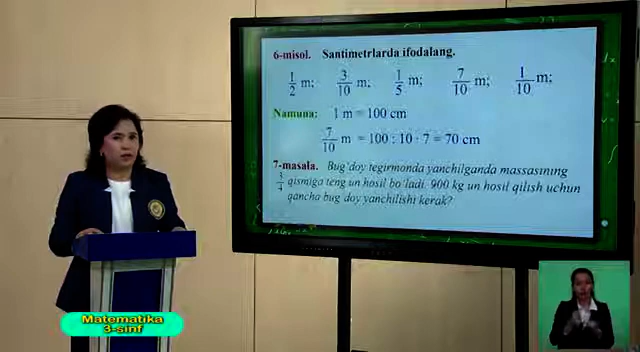 6-misol. Santimetrlarda ifodalang.
1/2 m; 3/10 m; 1/5 m; 7/10 m; 1/10 m;
Namuna: 1 m = 100 cm
7/10 m = 100 : 10 · 7 = 70 cm
7-masala. Bug'doy tegirmonda yanchilganda massasining
3/4 qismiga teng un hosil bo'ladi. 900 kg un hosil qilish uchun
qancha bug'doy yanchilishi kerak?
Matematika
3-sinf